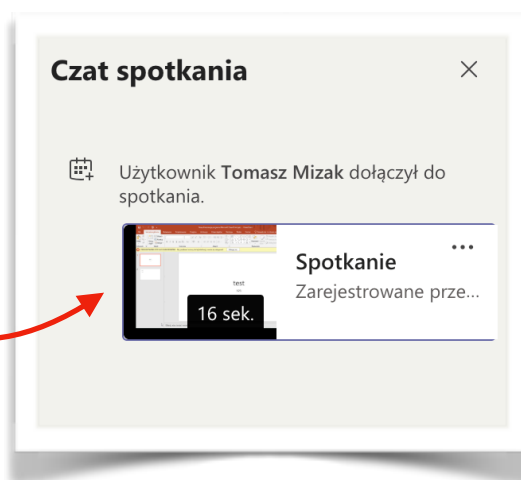 Czat spotkania
Użytkownik Tomasz Mizak dołączył do
spotkania.
Spotkanie
Zarejestrowane prze...
test
16 sek.